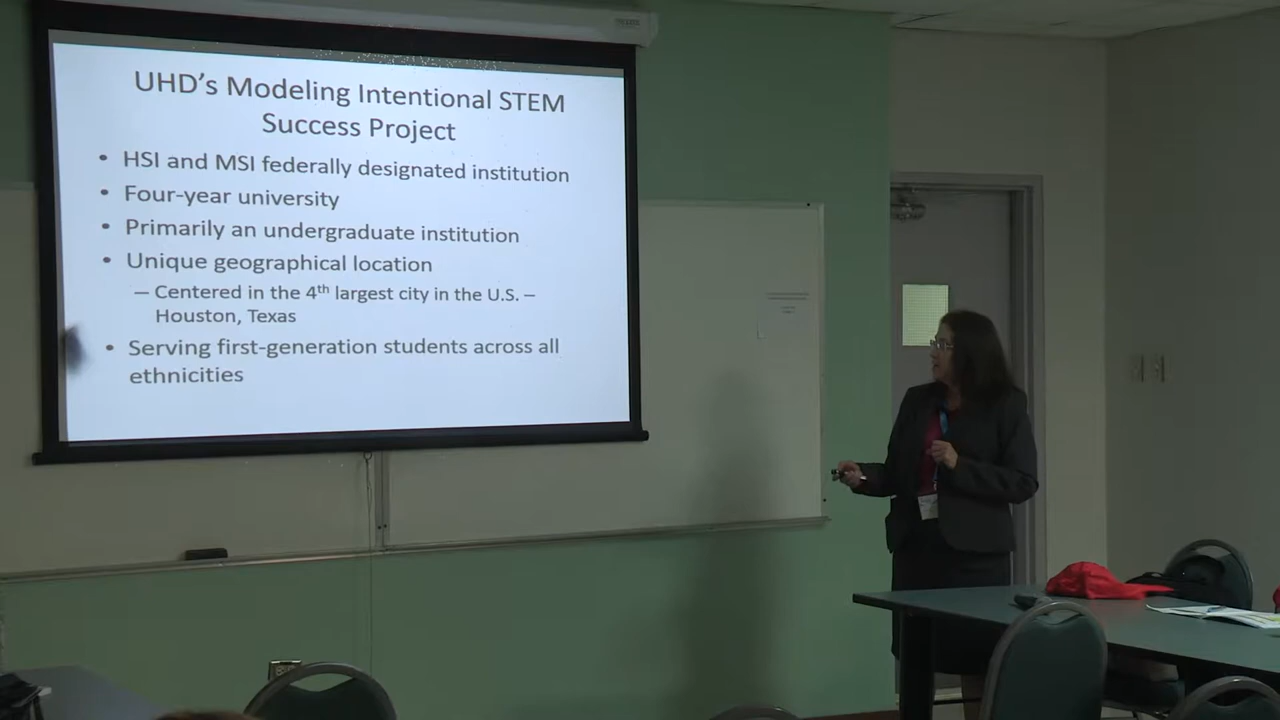 UHD's Modeling Intentional STEM
Success Project
• HSI and MSI federally designated institution
• Four-year university
• Primarily an undergraduate institution
• Unique geographical location
– Centered in the 4th largest city in the U.S. –
Houston, Texas
• Serving first-generation students across all
ethnicities